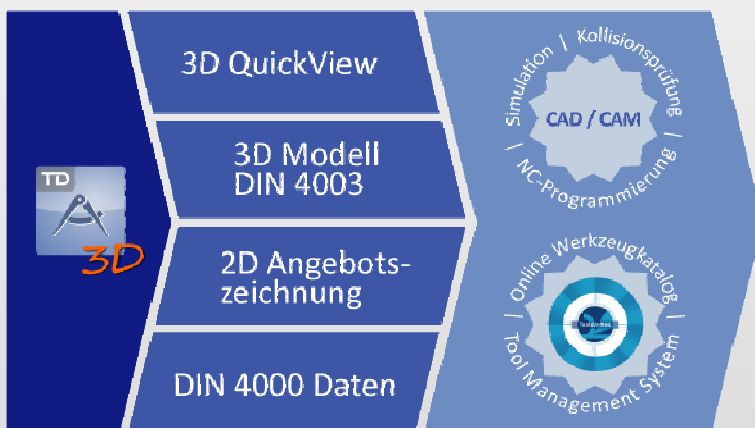 TD
3D
3D QuickView
3D Modell
DIN 4003
2D Angebots-
zeichnung
DIN 4000 Daten
Simulation | Kollisionsprüfung |
NC-Programmierung |
CAD / CAM
Online Werkzeugkatalog |
Tool Management System |